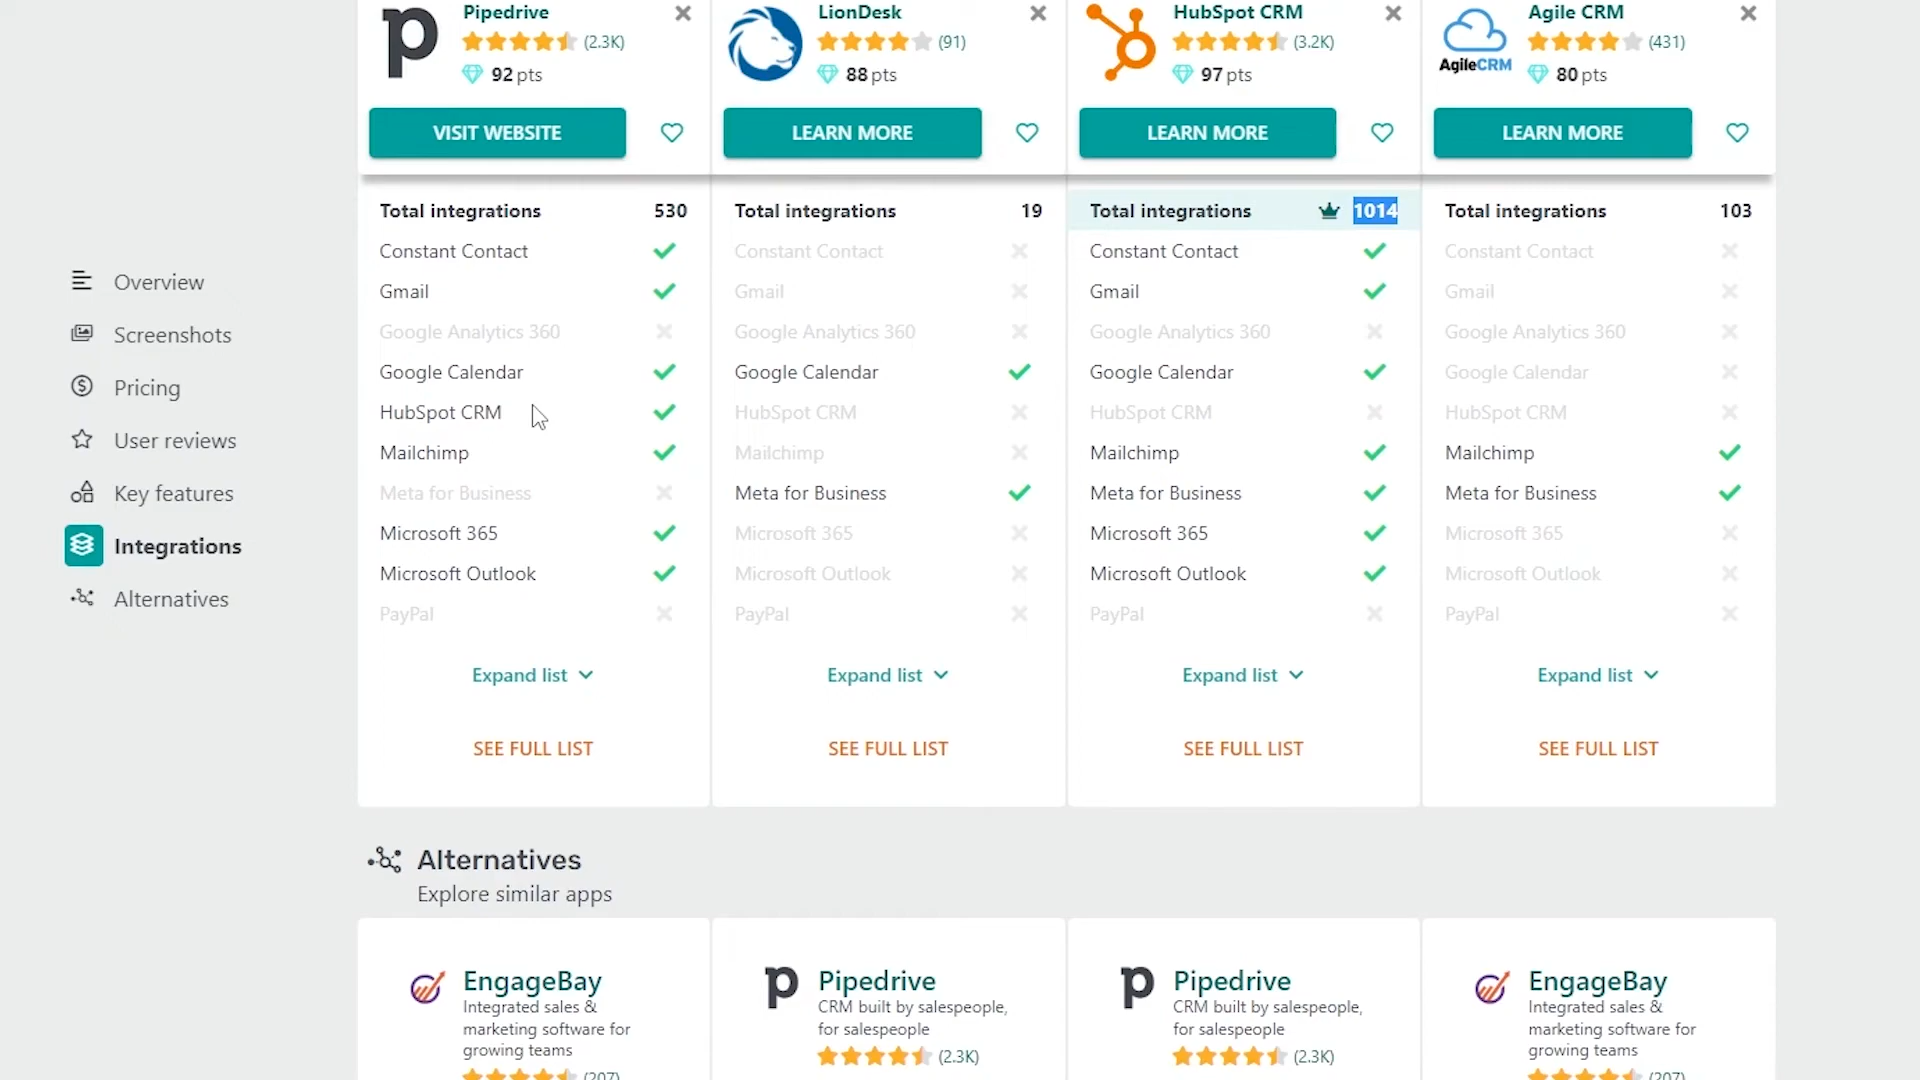 Pipedrive
(2.3K)
92 pts
VISIT WEBSITE
LionDesk
(91)
88 pts
LEARN MORE
HubSpot CRM
(3.2K)
97 pts
LEARN MORE
AgileCRM
Agile CRM
(431)
80 pts
LEARN MORE
Overview
Screenshots
Pricing
User reviews
Key features
Integrations
Alternatives
Total integrations 530
Constant Contact
Gmail
Google Analytics 360
Google Calendar
HubSpot CRM
Mailchimp
Meta for Business
Microsoft 365
Microsoft Outlook
PayPal
Expand list
SEE FULL LIST
Total integrations 19
Constant Contact
Gmail
Google Analytics 360
Google Calendar
HubSpot CRM
Mailchimp
Meta for Business
Microsoft 365
Microsoft Outlook
PayPal
Expand list
SEE FULL LIST
Total integrations 1014
Constant Contact
Gmail
Google Analytics 360
Google Calendar
HubSpot CRM
Mailchimp
Meta for Business
Microsoft 365
Microsoft Outlook
PayPal
Expand list
SEE FULL LIST
Total integrations 103
Constant Contact
Gmail
Google Analytics 360
Google Calendar
HubSpot CRM
Mailchimp
Meta for Business
Microsoft 365
Microsoft Outlook
PayPal
Expand list
SEE FULL LIST
Alternatives
Explore similar apps
EngageBay
Integrated sales &
marketing software for
growing teams
(207)
Pipedrive
CRM built by salespeople,
for salespeople
(2.3K)
Pipedrive
CRM built by salespeople,
for salespeople
(2.3K)
EngageBay
Integrated sales &
marketing software for
growing teams
(207)